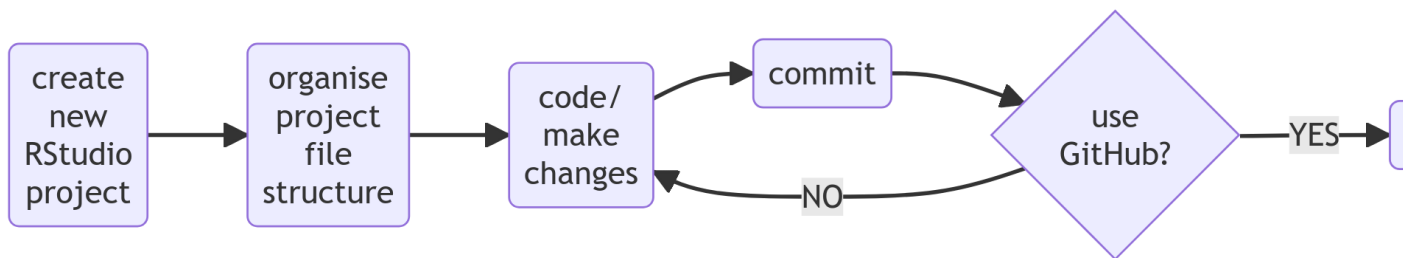 create
new
RStudio
project
organise
project
file
structure
code/
make
changes
commit
use
GitHub?
YES
NO